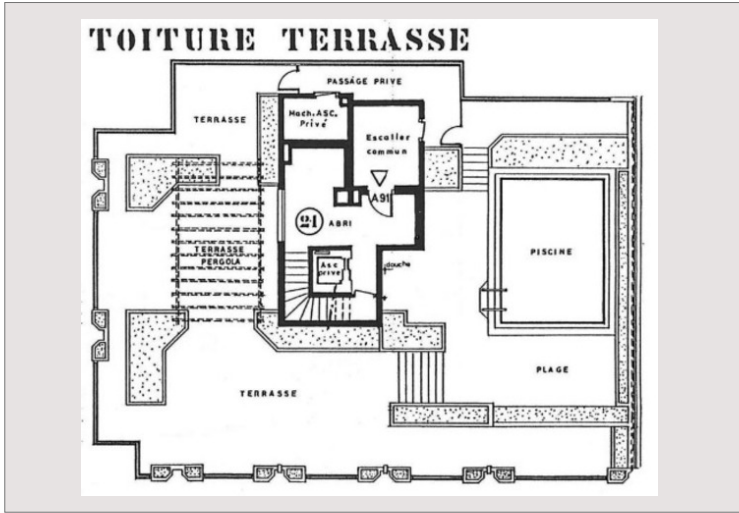 TOITURE TERRASSE
PASSAGE PRIVE
TERRASSE
Mach. ASC.
Privé
Escalier
commun
A91
21
ABRI
TERRASSE
PERGOLA
Asc
privé
douche
PISCINE
PLAGE
TERRASSE